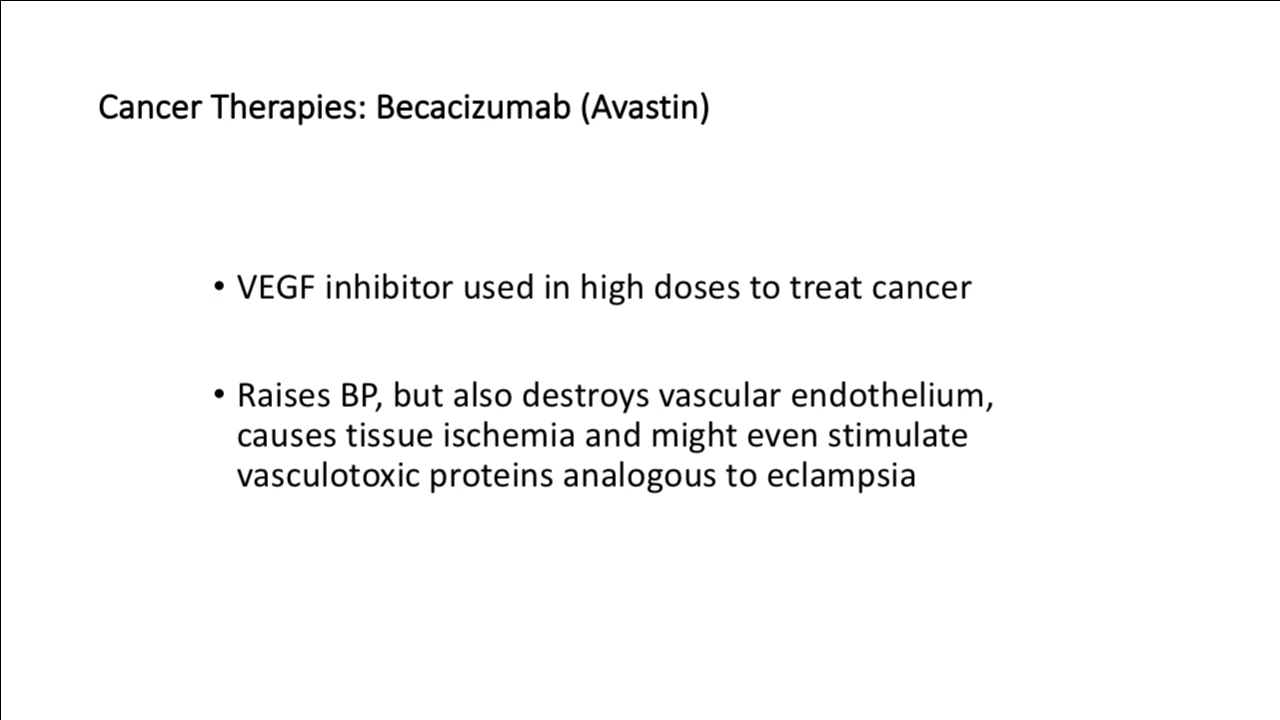 Cancer Therapies: Becacizumab (Avastin)
• VEGF inhibitor used in high doses to treat cancer
• Raises BP, but also destroys vascular endothelium,
causes tissue ischemia and might even stimulate
vasculotoxic proteins analogous to eclampsia